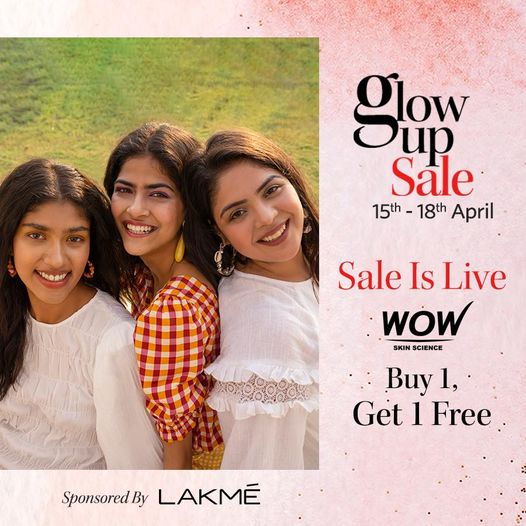 glow
up
Sale
15th - 18th April
Sale Is Live
WOW
SKIN SCIENCE
Buy 1,
Get 1 Free
Sponsored By LAKMÉ